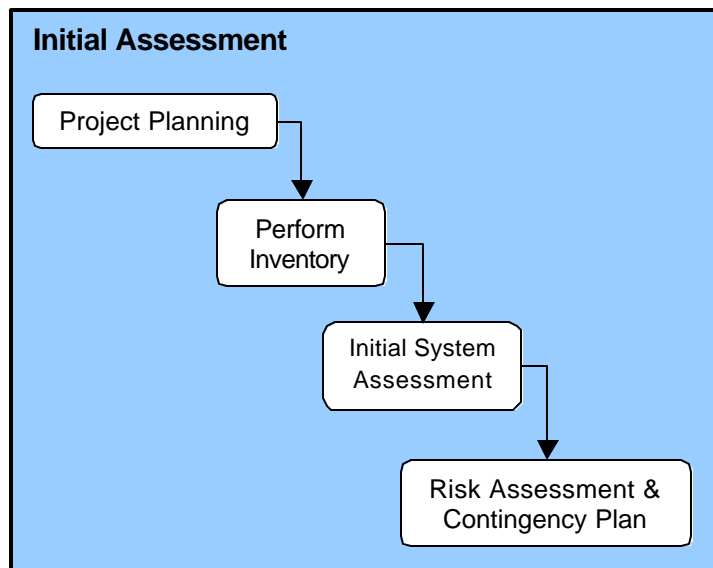 Initial Assessment
Project Planning
Perform
Inventory
Initial System
Assessment
Risk Assessment &
Contingency Plan